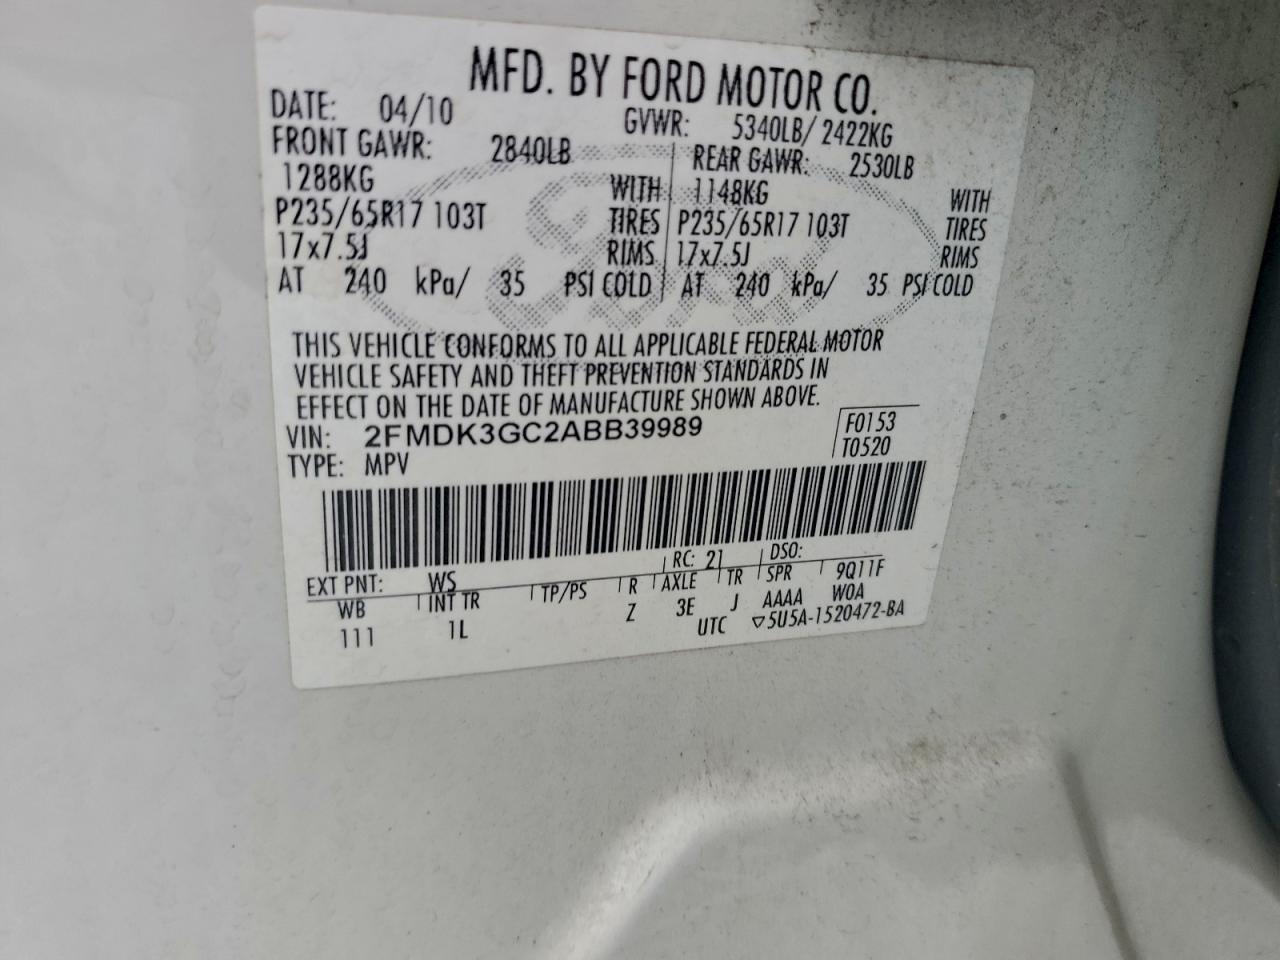 MFD. BY FORD MOTOR CO.
DATE: 04/10 GVWR: 5340LB/ 2422KG
FRONT GAWR: 2840LB REAR GAWR: 2530LB
1288KG WITH 1148KG WITH
P235/65R17 103T TIRES P235/65R17 103T TIRES
17x7.5J RIMS 17x7.5J RIMS
AT 240 kPa/ 35 PSI COLD AT 240 kPa/ 35 PSI COLD
THIS VEHICLE CONFORMS TO ALL APPLICABLE FEDERAL MOTOR
VEHICLE SAFETY AND THEFT PREVENTION STANDARDS IN
EFFECT ON THE DATE OF MANUFACTURE SHOWN ABOVE.
VIN: 2FMDK3GC2ABB39989 F0153
TYPE: MPV T0520
EXT PNT: WS RC: 21 DSO:
WB INT TR TP/PS R AXLE TR SPR 9Q11F
111 1L Z 3E J AAAA W0A
UTC ▽5U5A-1520472-BA
Ford